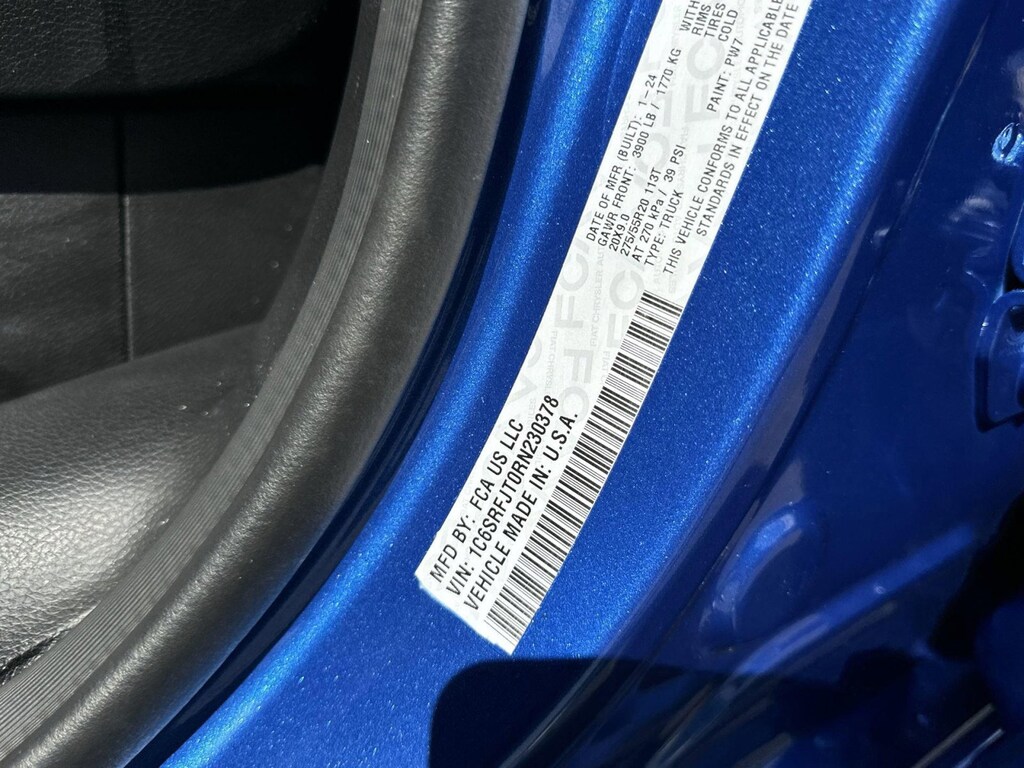 MFD BY: FCA US LLC
VIN: 1C6SRFJT0RN230378
VEHICLE MADE IN: U.S.A.
DATE OF MFR (BUILT): 1-24
GAWR FRONT: 3900 LB / 1770 KG WITH
20X9.0 RIMS
275/55R20 113T TIRES
AT 270 kPa / 39 PSI COLD
TYPE: TRUCK PAINT: PW7
THIS VEHICLE CONFORMS TO ALL APPLICABLE
STANDARDS IN EFFECT ON THE DATE